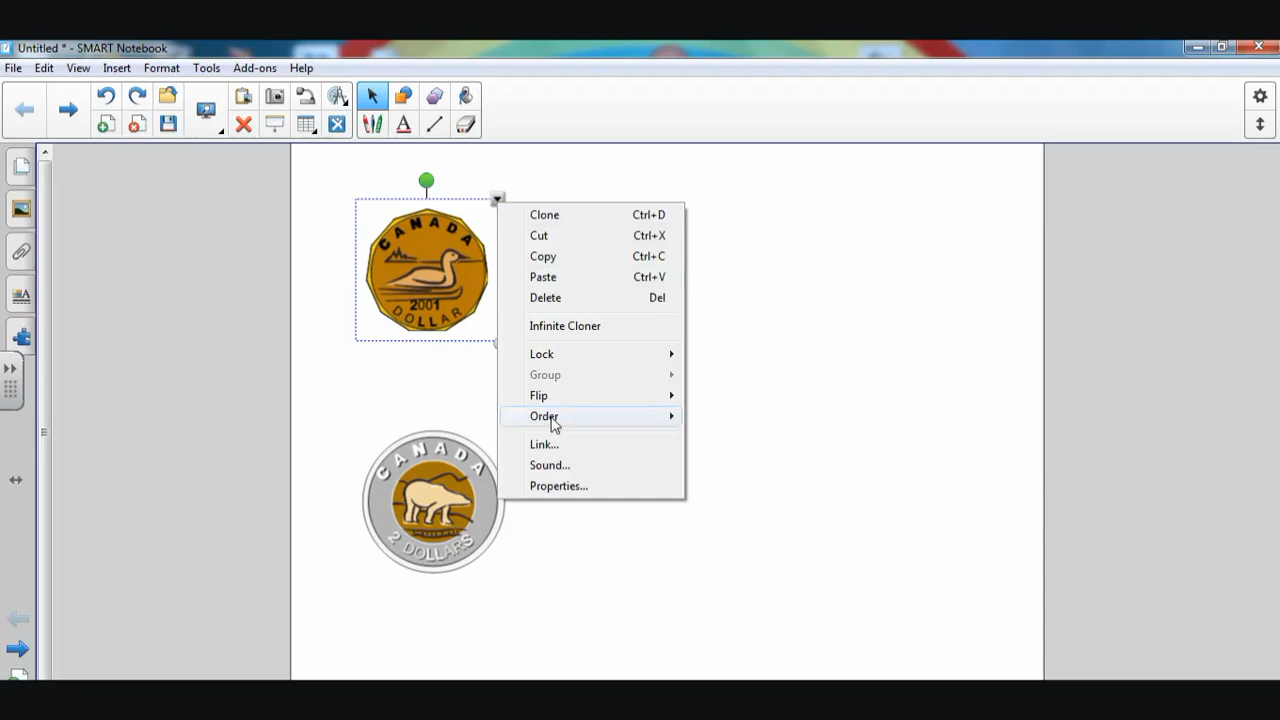 Untitled * - SMART Notebook
File Edit View Insert Format Tools Add-ons Help
Clone Ctrl+D
Cut Ctrl+X
Copy Ctrl+C
Paste Ctrl+V
Delete Del
Infinite Cloner
Lock
Group
Flip
Order
Link...
Sound...
Properties...
CANADA
2001
DOLLAR
CANADA
2 DOLLARS